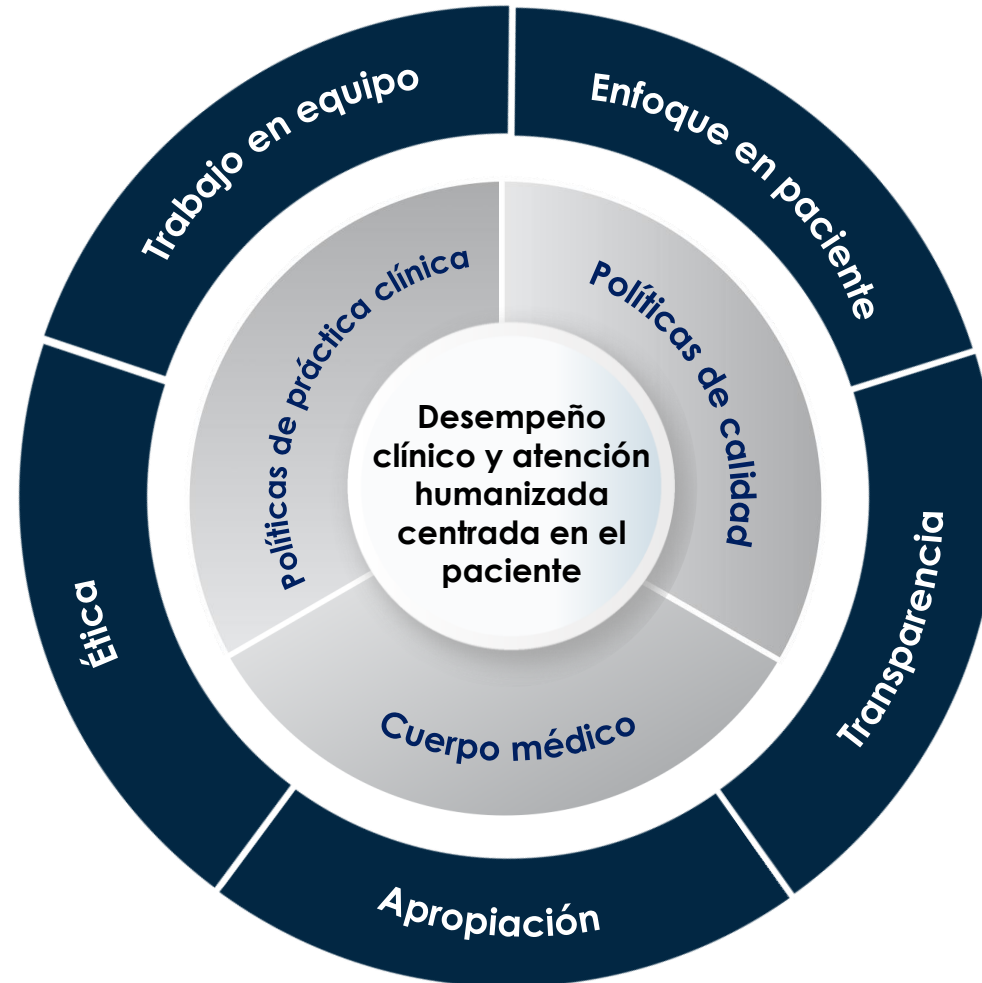 Trabajo en equipo
Enfoque en paciente
Políticas de práctica clínica
Políticas de calidad
Desempeño
clínico y atención
humanizada
centrada en el
paciente
Ética
Transparencia
Cuerpo médico
Apropiación